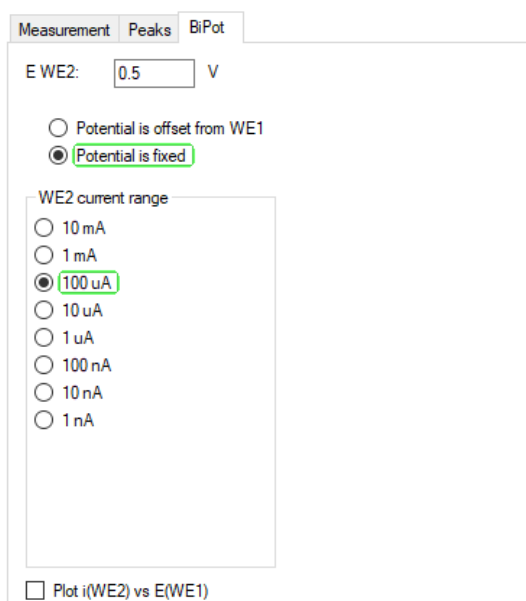 Measurement Peaks BiPot
E WE2: 0.5 V
Potential is offset from WE1
Potential is fixed
WE2 current range
10 mA
1 mA
100 uA
10 uA
1 uA
100 nA
10 nA
1 nA
Plot i(WE2) vs E(WE1)